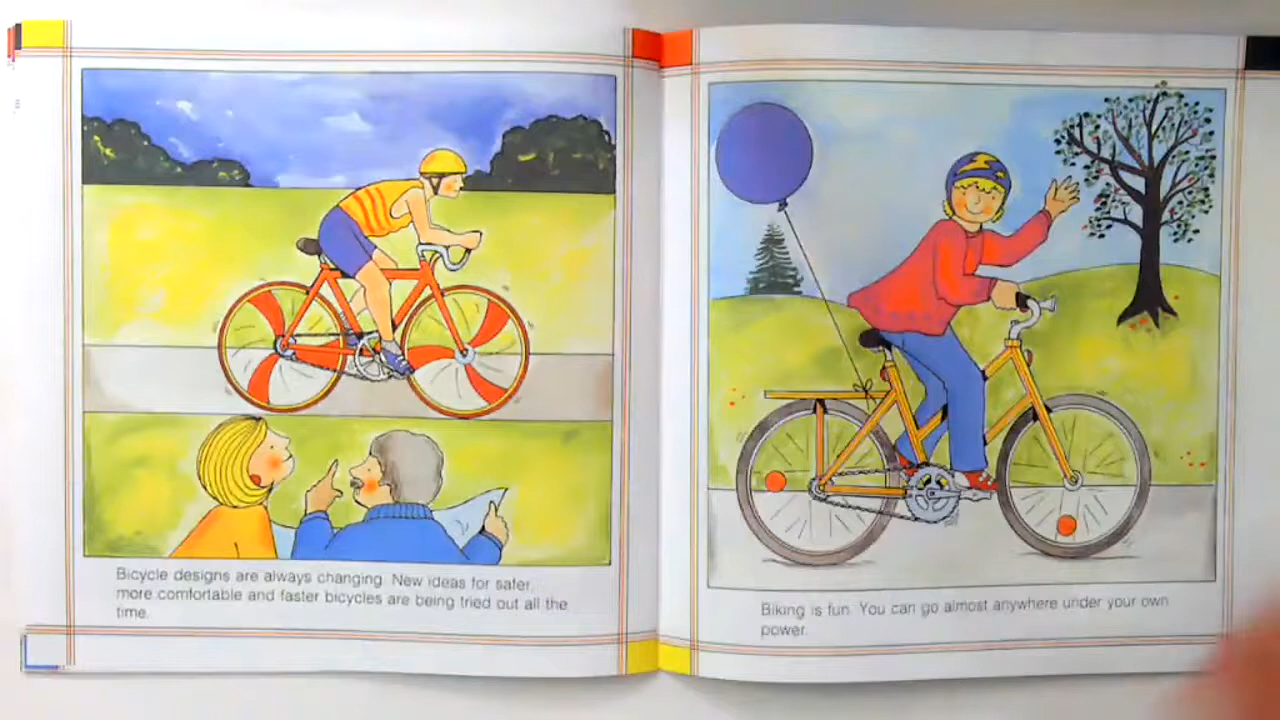 Bicycle designs are always changing. New ideas for safer,
more comfortable and faster bicycles are being tried out all the
time.
Biking is fun. You can go almost anywhere under your own
power.